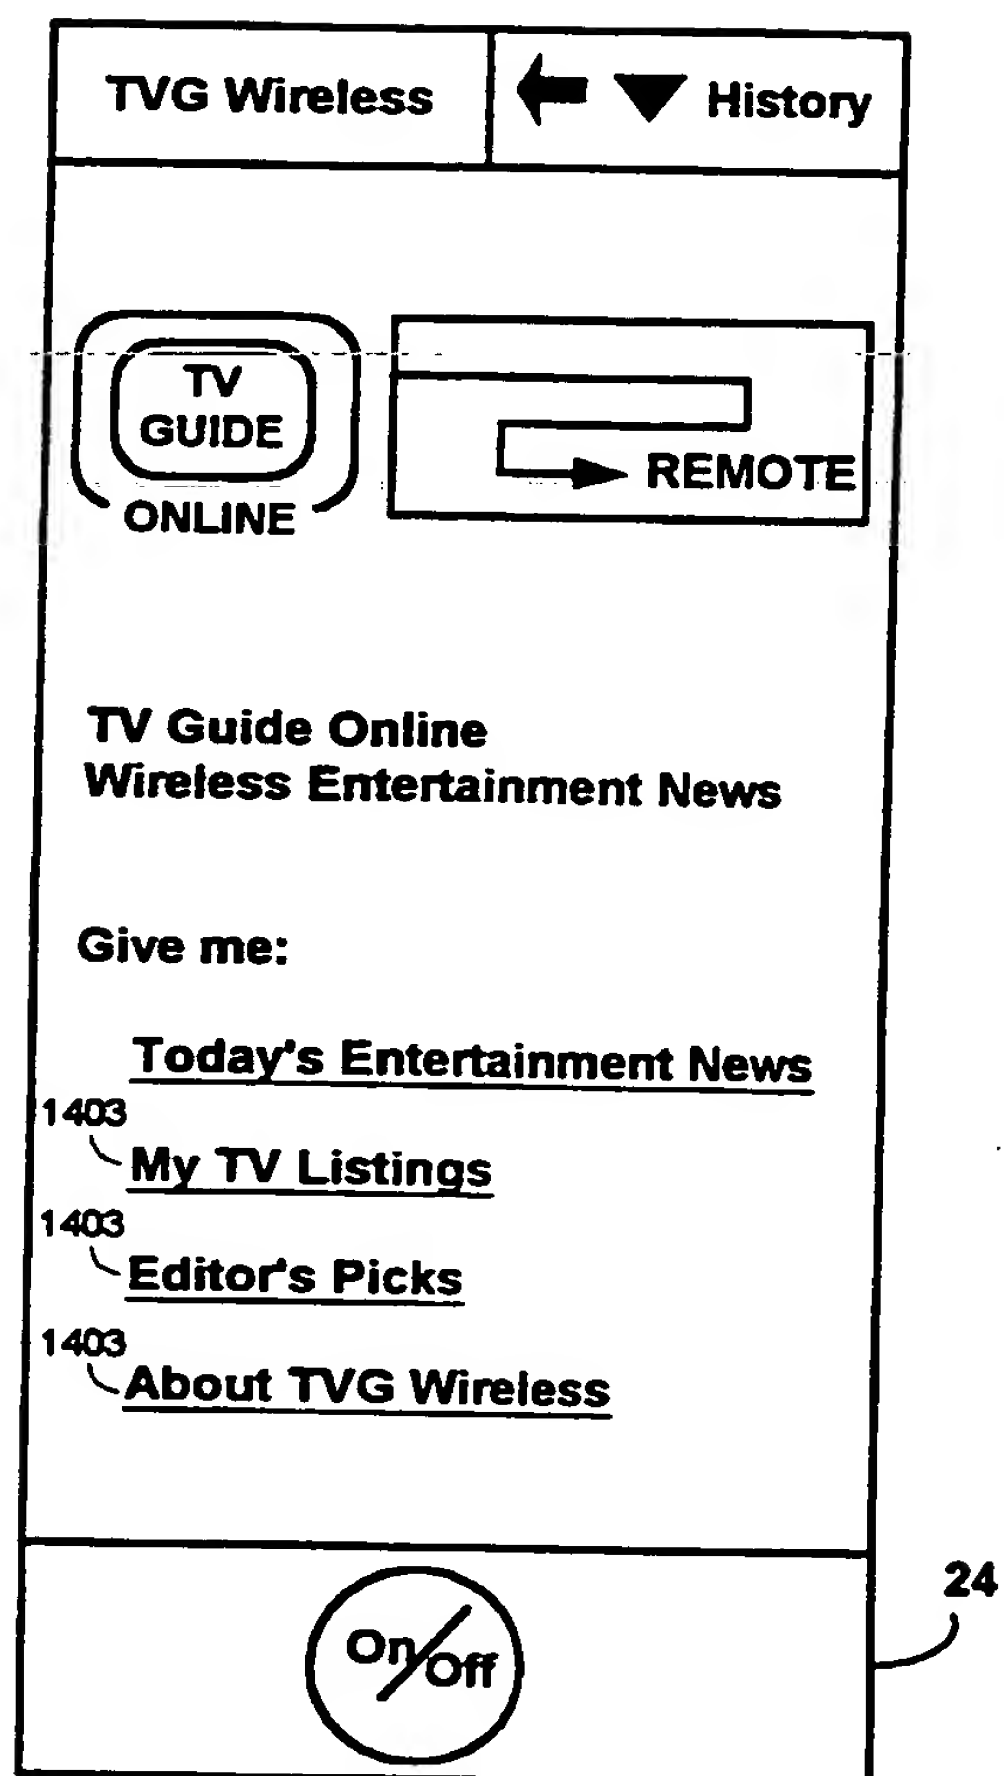 TVG Wireless
History
TV
GUIDE
ONLINE
REMOTE
TV Guide Online
Wireless Entertainment News
Give me:
Today's Entertainment News
1403
My TV Listings
1403
Editor's Picks
1403
About TVG Wireless
On/Off
24